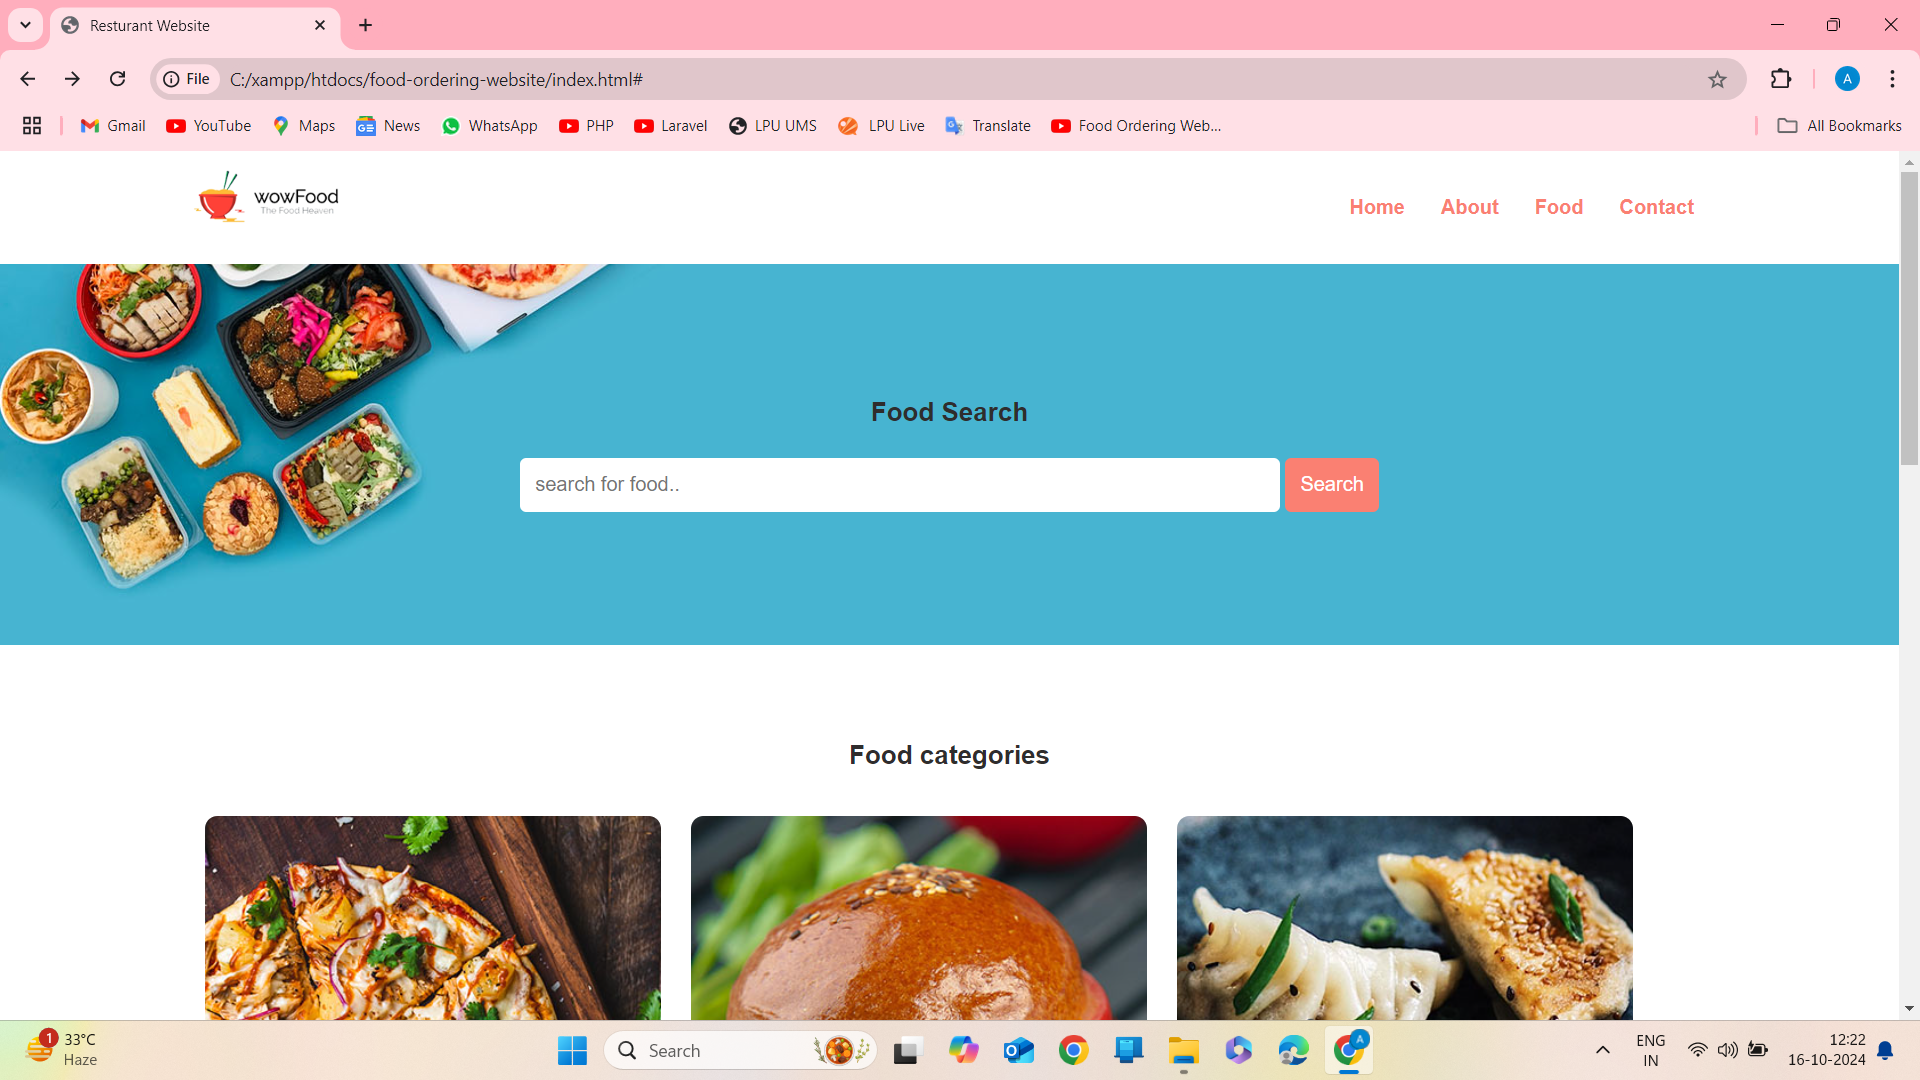 Resturant Website
File
C:/xampp/htdocs/food-ordering-website/index.html#
A
Gmail
YouTube
Maps
News
WhatsApp
PHP
Laravel
LPU UMS
LPU Live
Translate
Food Ordering Web...
All Bookmarks
wowFood
The Food Heaven
Home
About
Food
Contact
Food Search
search for food..
Search
Food categories
1
33°C
Haze
Search
A
ENG
IN
12:22
16-10-2024